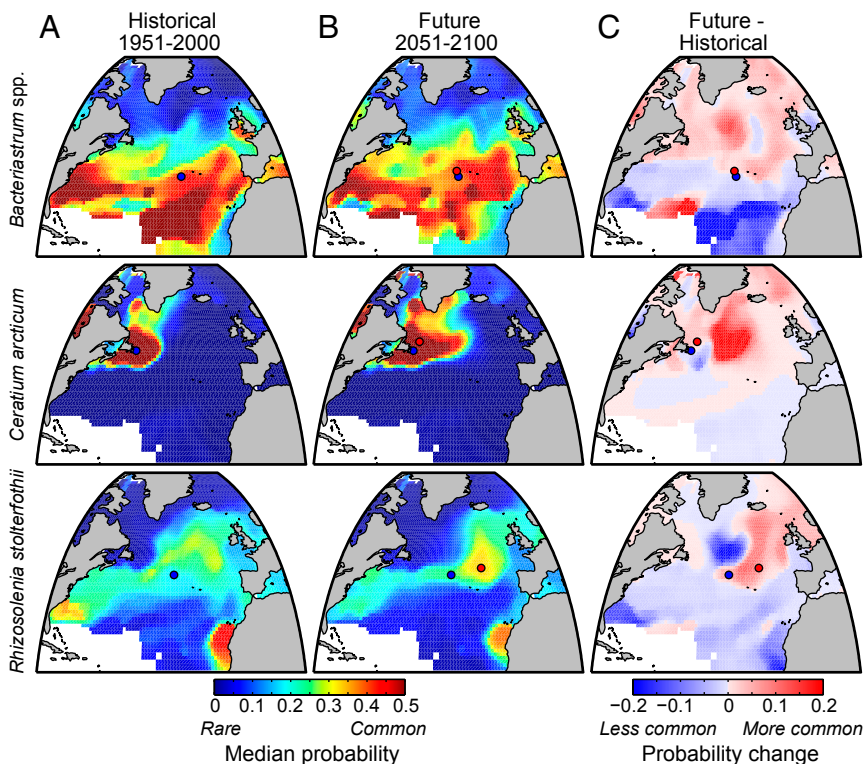 A Historical 1951-2000
B Future 2051-2100
C Future - Historical
Bacteriastrum spp.
Ceratium arcticum
Rhizosolenia stolterfothii
0 0.1 0.2 0.3 0.4 0.5
Rare Common
Median probability
−0.2 −0.1 0 0.1 0.2
Less common More common
Probability change